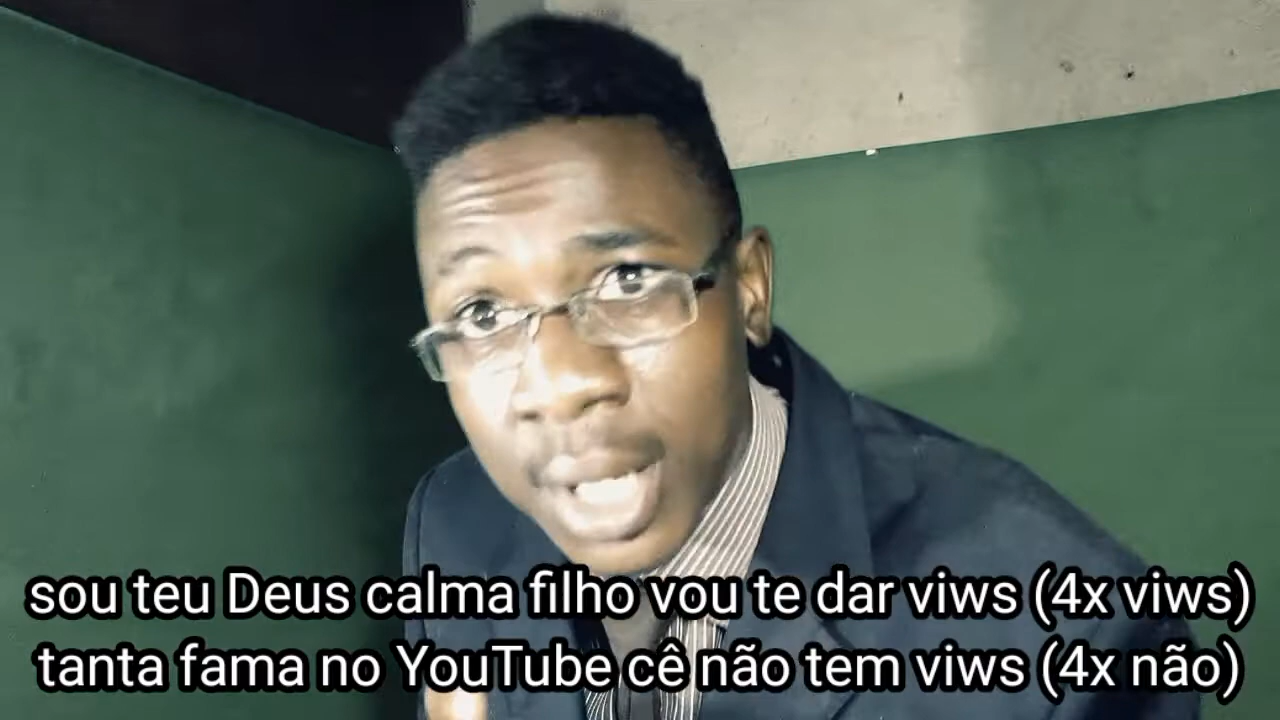 sou teu Deus calma filho vou te dar viws (4x viws)
tanta fama no YouTube cê não tem viws (4x não)